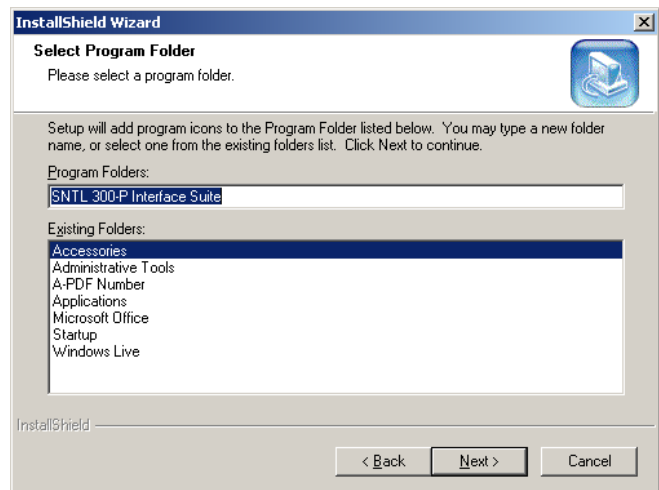 InstallShield Wizard
Select Program Folder
Please select a program folder.
Setup will add program icons to the Program Folder listed below. You may type a new folder
name, or select one from the existing folders list. Click Next to continue.
Program Folders:
SNTL 300-P Interface Suite
Existing Folders:
Accessories
Administrative Tools
A-PDF Number
Applications
Microsoft Office
Startup
Windows Live
InstallShield
< Back Next > Cancel